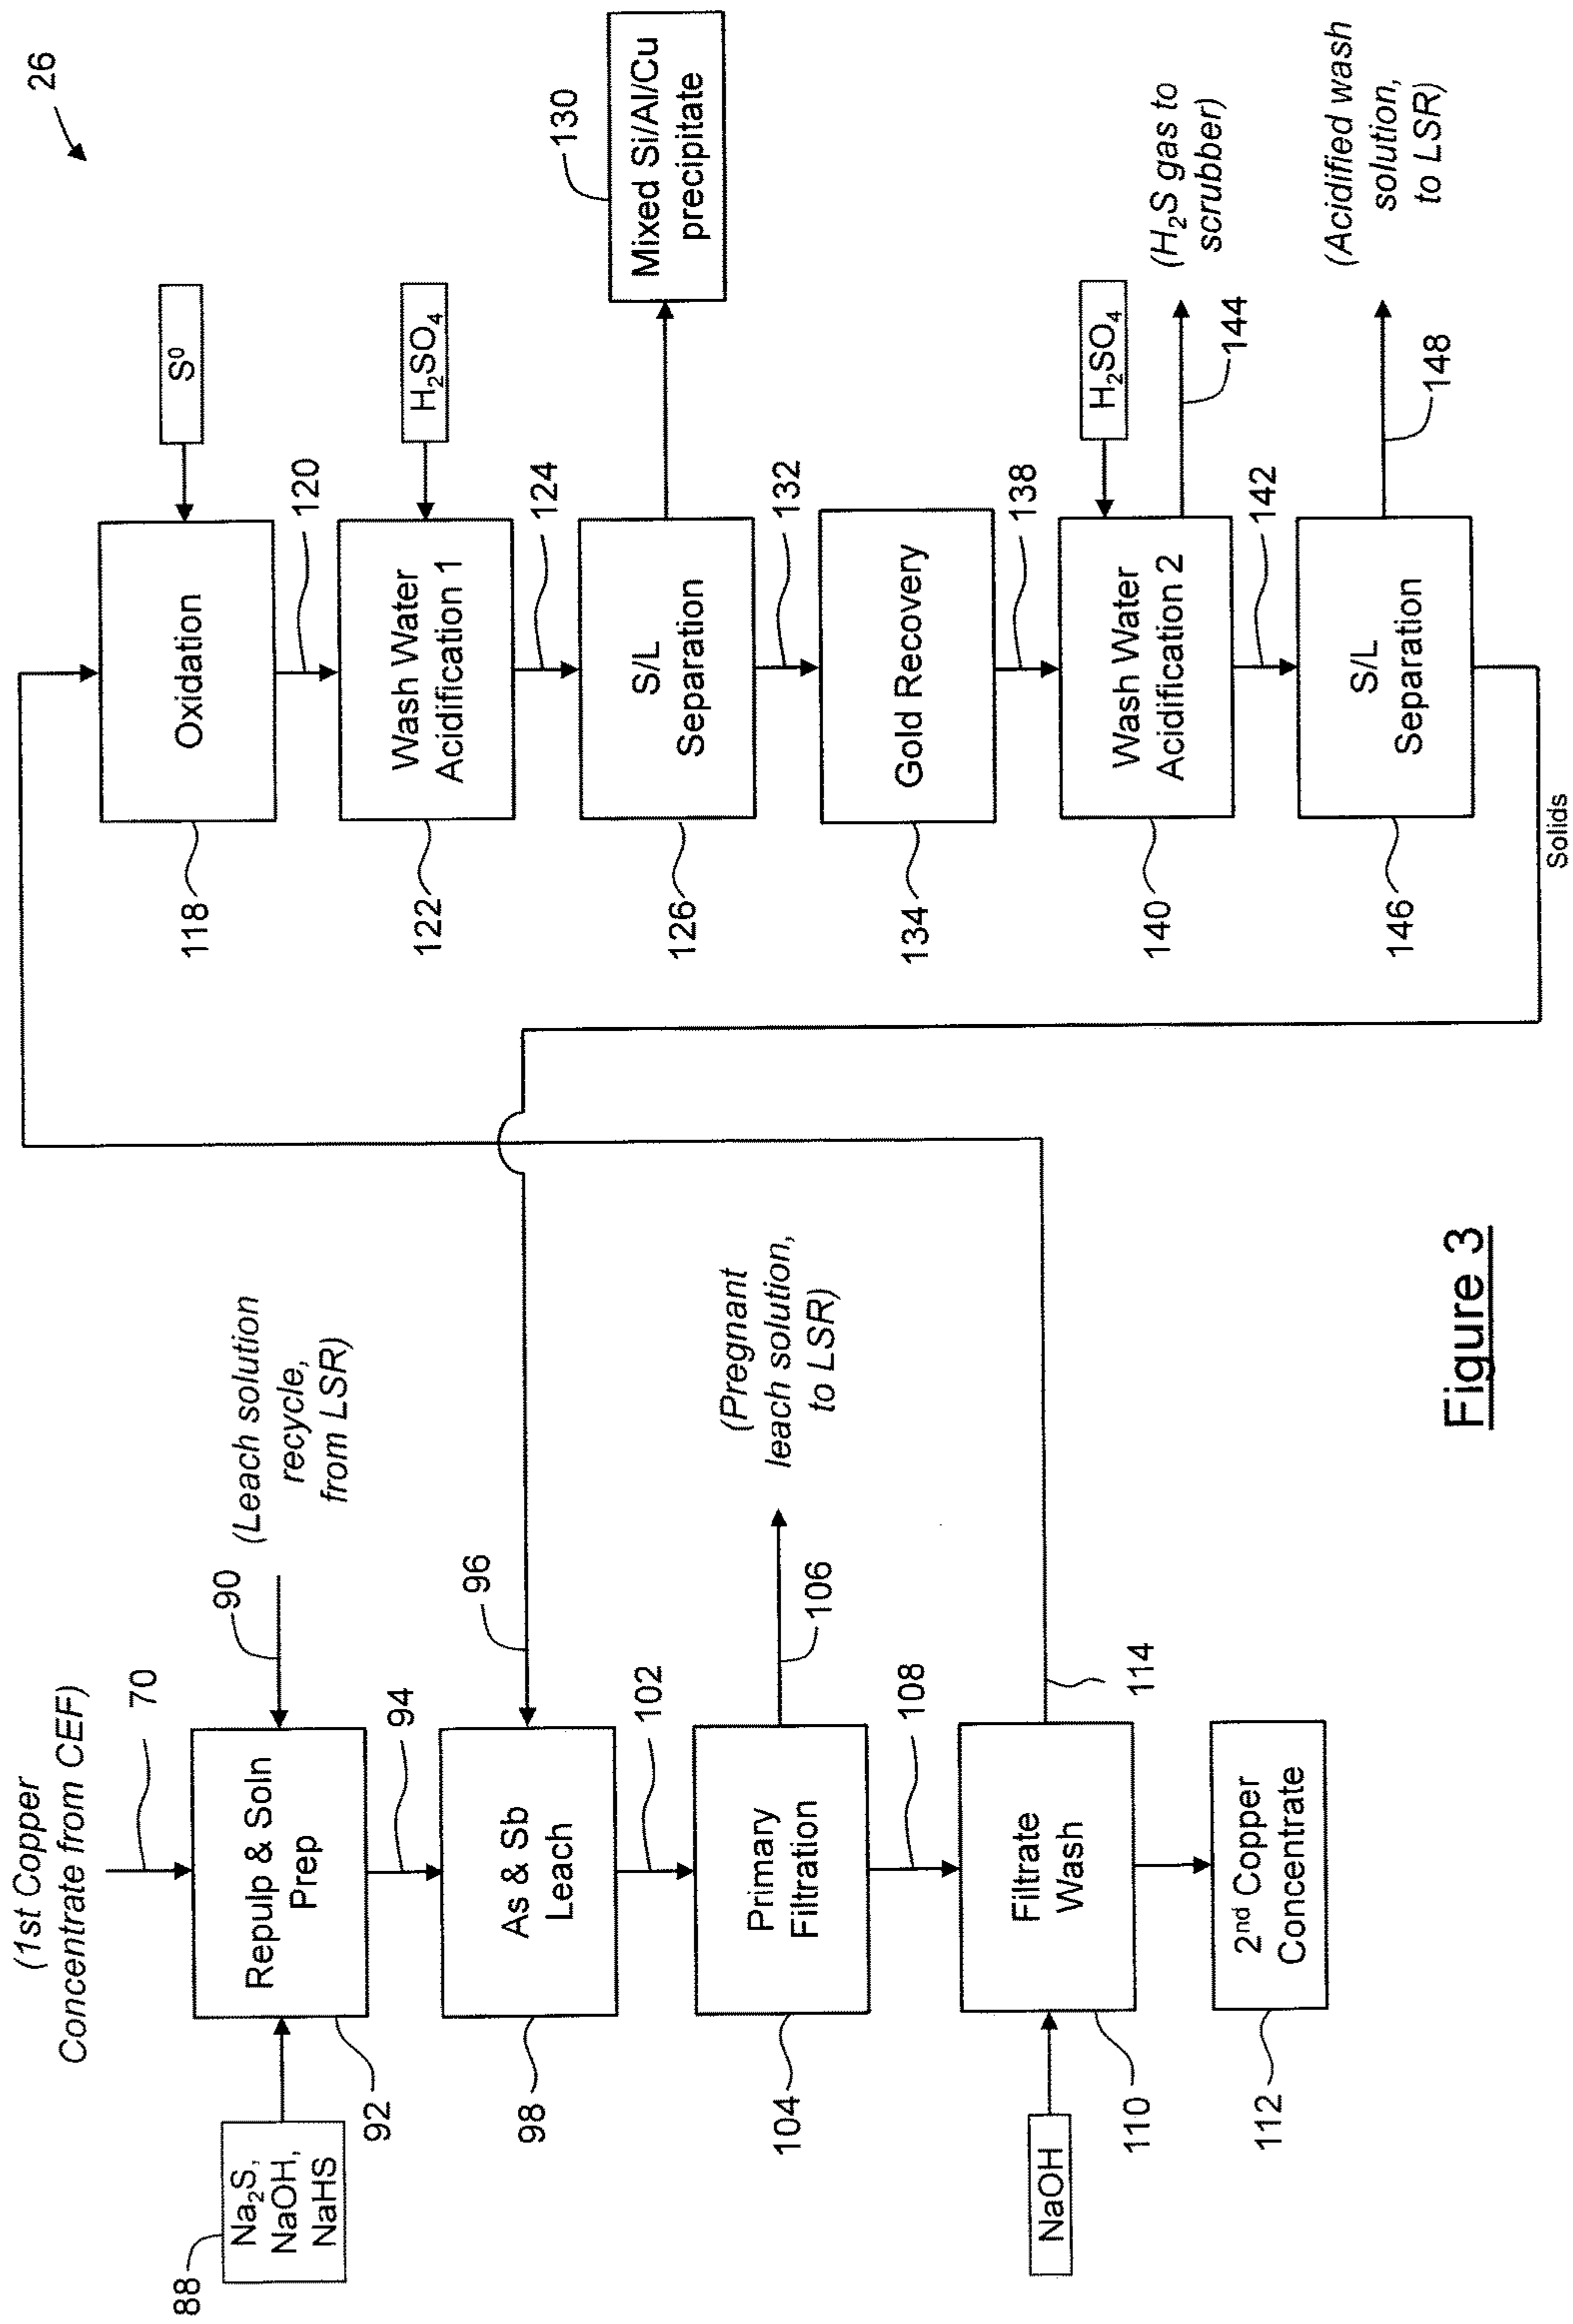 26
(1st Copper
Concentrate from CEF)
70
90
(Leach solution
recycle,
from LSR)
88
Na₂S,
NaOH,
NaHS
92
Repulp & Soln
Prep
94
96
98
As & Sb
Leach
102
104
Primary
Filtration
106
(Pregnant
leach solution,
to LSR)
108
NaOH
110
Filtrate
Wash
114
112
2nd Copper
Concentrate
118
Oxidation
S⁰
120
122
Wash Water
Acidification 1
H₂SO₄
124
126
S/L
Separation
130
Mixed Si/Al/Cu
precipitate
132
134
Gold Recovery
138
140
Wash Water
Acidification 2
H₂SO₄
144
(H₂S gas to
scrubber)
142
146
S/L
Separation
148
(Acidified wash
solution,
to LSR)
Solids
Figure 3